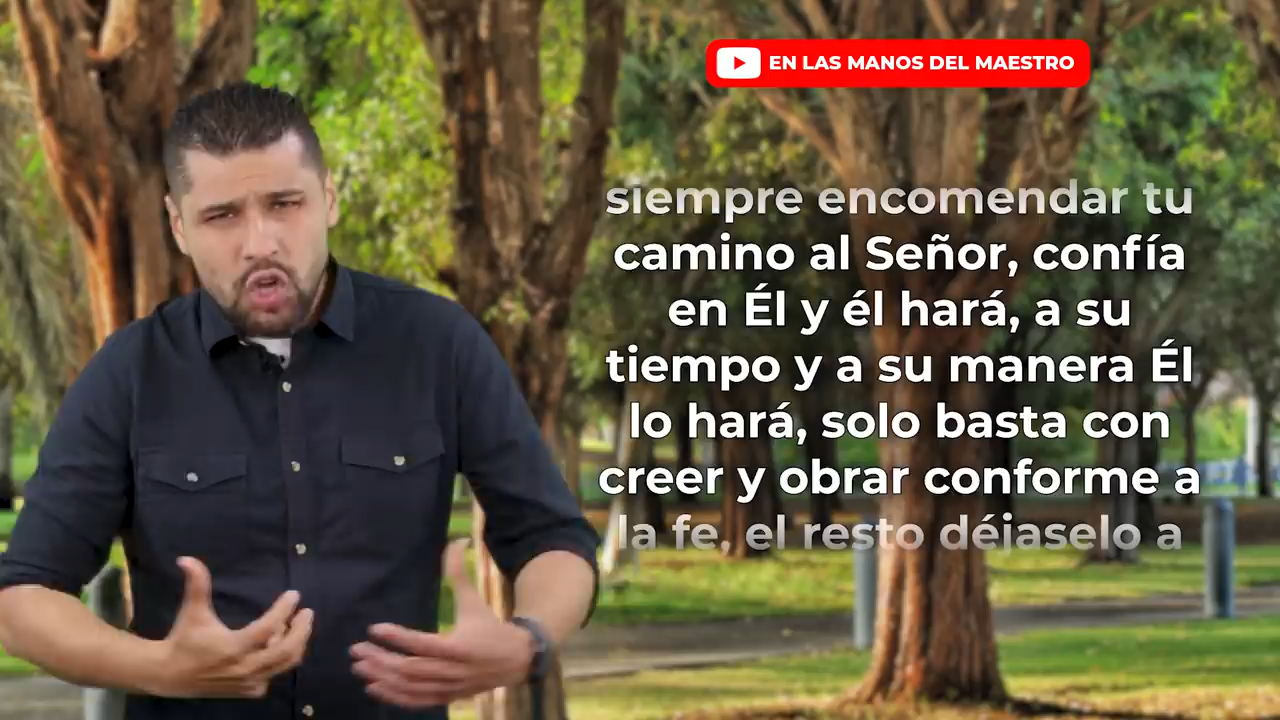 EN LAS MANOS DEL MAESTRO
siempre encomendar tu
camino al Señor, confía
en Él y él hará, a su
tiempo y a su manera Él
lo hará, solo basta con
creer y obrar conforme a
la fe, el resto déjaselo a